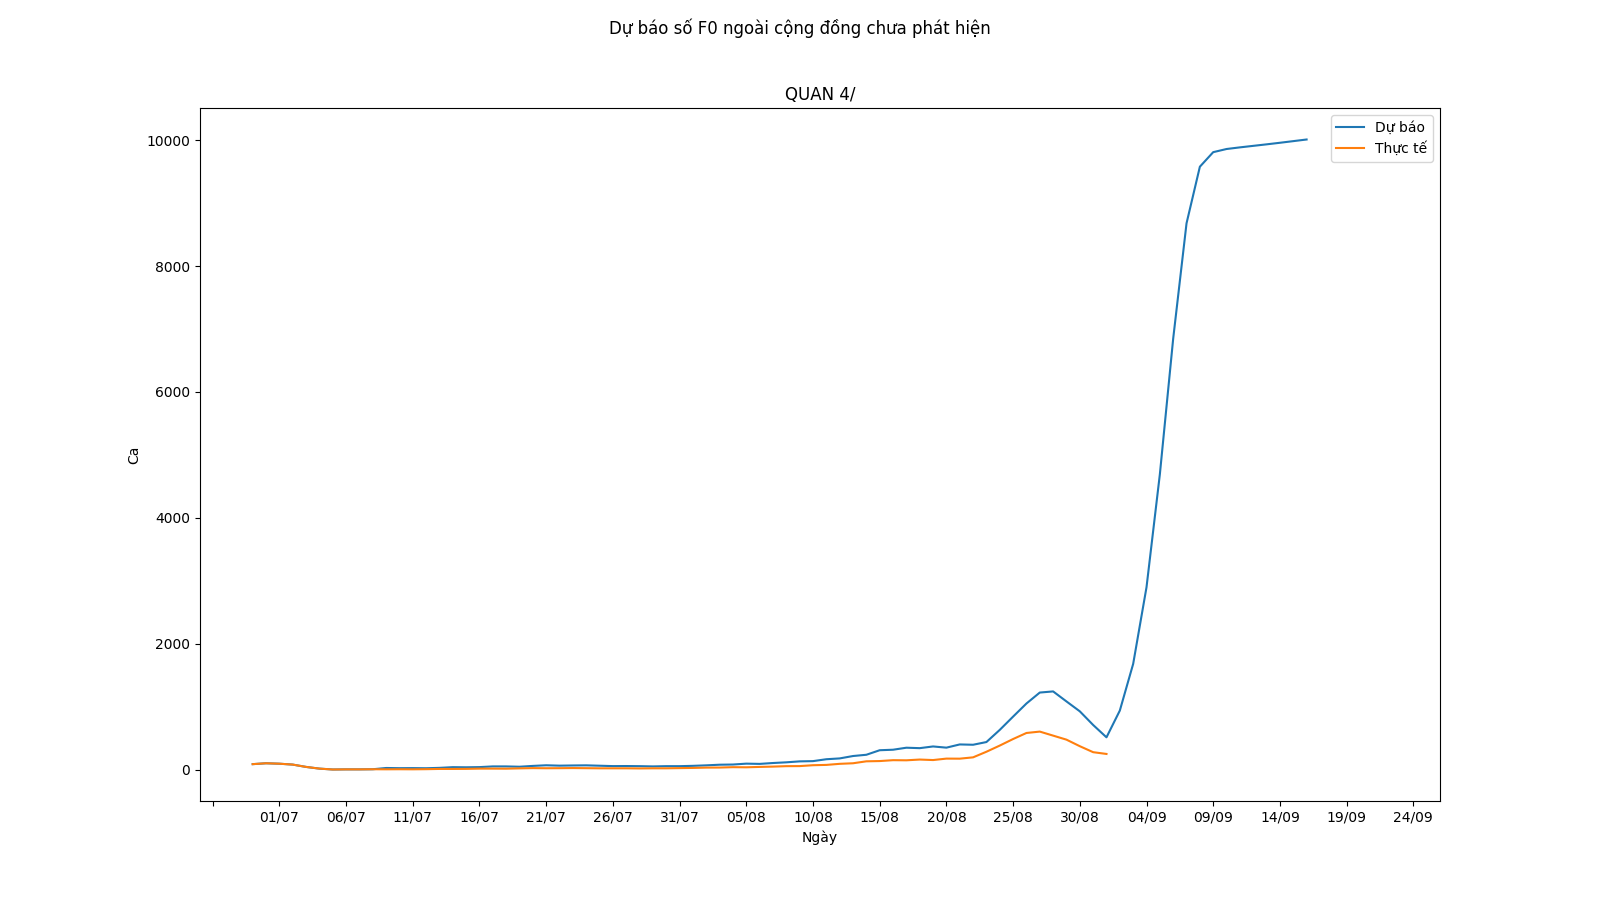 Dự báo số F0 ngoài cộng đồng chưa phát hiện
QUAN 4/
Dự báo
Thực tế
10000
8000
6000
4000
2000
0
Ca
01/07 06/07 11/07 16/07 21/07 26/07 31/07 05/08 10/08 15/08 20/08 25/08 30/08 04/09 09/09 14/09 19/09 24/09
Ngày